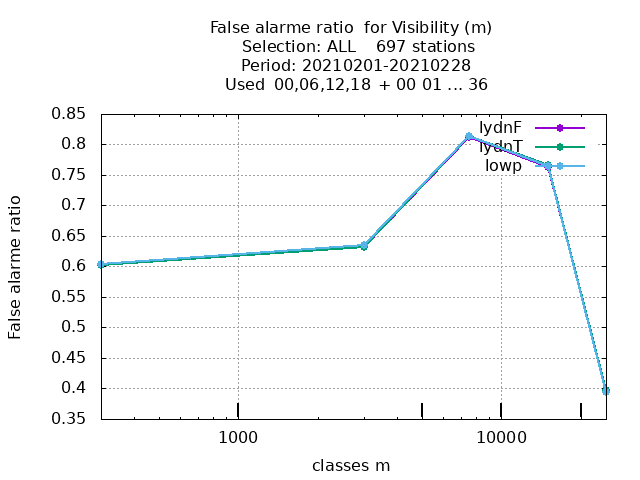 False alarme ratio  for Visibility (m)
Selection: ALL    697 stations
Period: 20210201-20210228
Used  00,06,12,18 + 00 01 ... 36
False alarme ratio
0.85
0.8
0.75
0.7
0.65
0.6
0.55
0.5
0.45
0.4
0.35
lydnF
lydnT
lowp
1000
10000
classes m